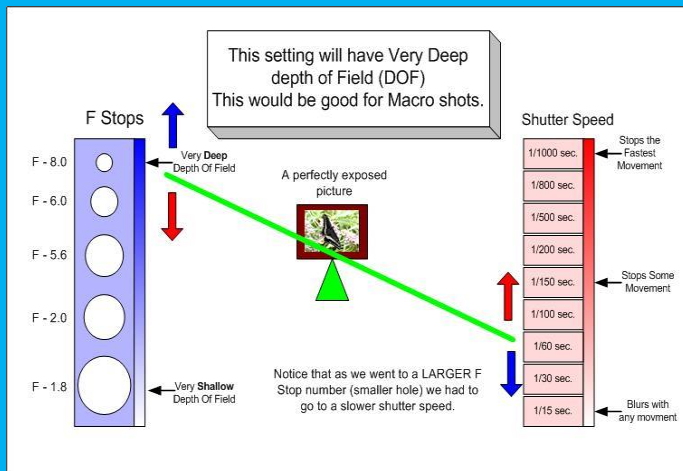 This setting will have Very Deep
depth of Field (DOF)
This would be good for Macro shots.
F Stops
F - 8.0
F - 6.0
F - 5.6
F - 2.0
F - 1.8
Very Deep
Depth Of Field
Very Shallow
Depth Of Field
A perfectly exposed
picture
Notice that as we went to a LARGER F
Stop number (smaller hole) we had to
go to a slower shutter speed.
Shutter Speed
1/1000 sec.
1/800 sec.
1/500 sec.
1/200 sec.
1/150 sec.
1/100 sec.
1/60 sec.
1/30 sec.
1/15 sec.
Stops the
Fastest
Movement
Stops Some
Movement
Blurs with
any movment